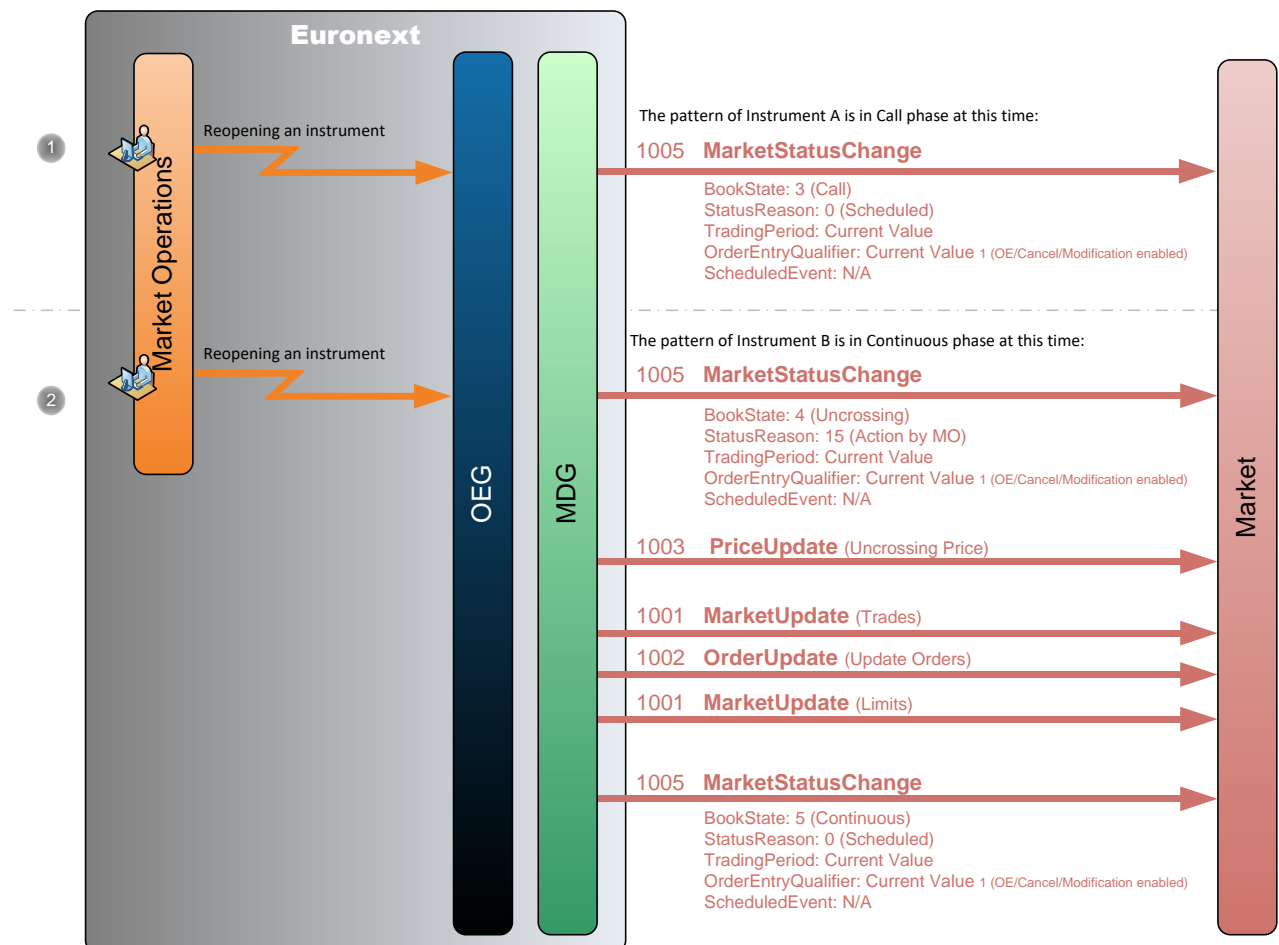 Euronext
Market Operations
OEG
MDG
Market
1
Reopening an instrument
The pattern of Instrument A is in Call phase at this time:
1005 MarketStatusChange
BookState: 3 (Call)
StatusReason: 0 (Scheduled)
TradingPeriod: Current Value
OrderEntryQualifier: Current Value 1 (OE/Cancel/Modification enabled)
ScheduledEvent: N/A
2
Reopening an instrument
The pattern of Instrument B is in Continuous phase at this time:
1005 MarketStatusChange
BookState: 4 (Uncrossing)
StatusReason: 15 (Action by MO)
TradingPeriod: Current Value
OrderEntryQualifier: Current Value 1 (OE/Cancel/Modification enabled)
ScheduledEvent: N/A
1003 PriceUpdate (Uncrossing Price)
1001 MarketUpdate (Trades)
1002 OrderUpdate (Update Orders)
1001 MarketUpdate (Limits)
1005 MarketStatusChange
BookState: 5 (Continuous)
StatusReason: 0 (Scheduled)
TradingPeriod: Current Value
OrderEntryQualifier: Current Value 1 (OE/Cancel/Modification enabled)
ScheduledEvent: N/A